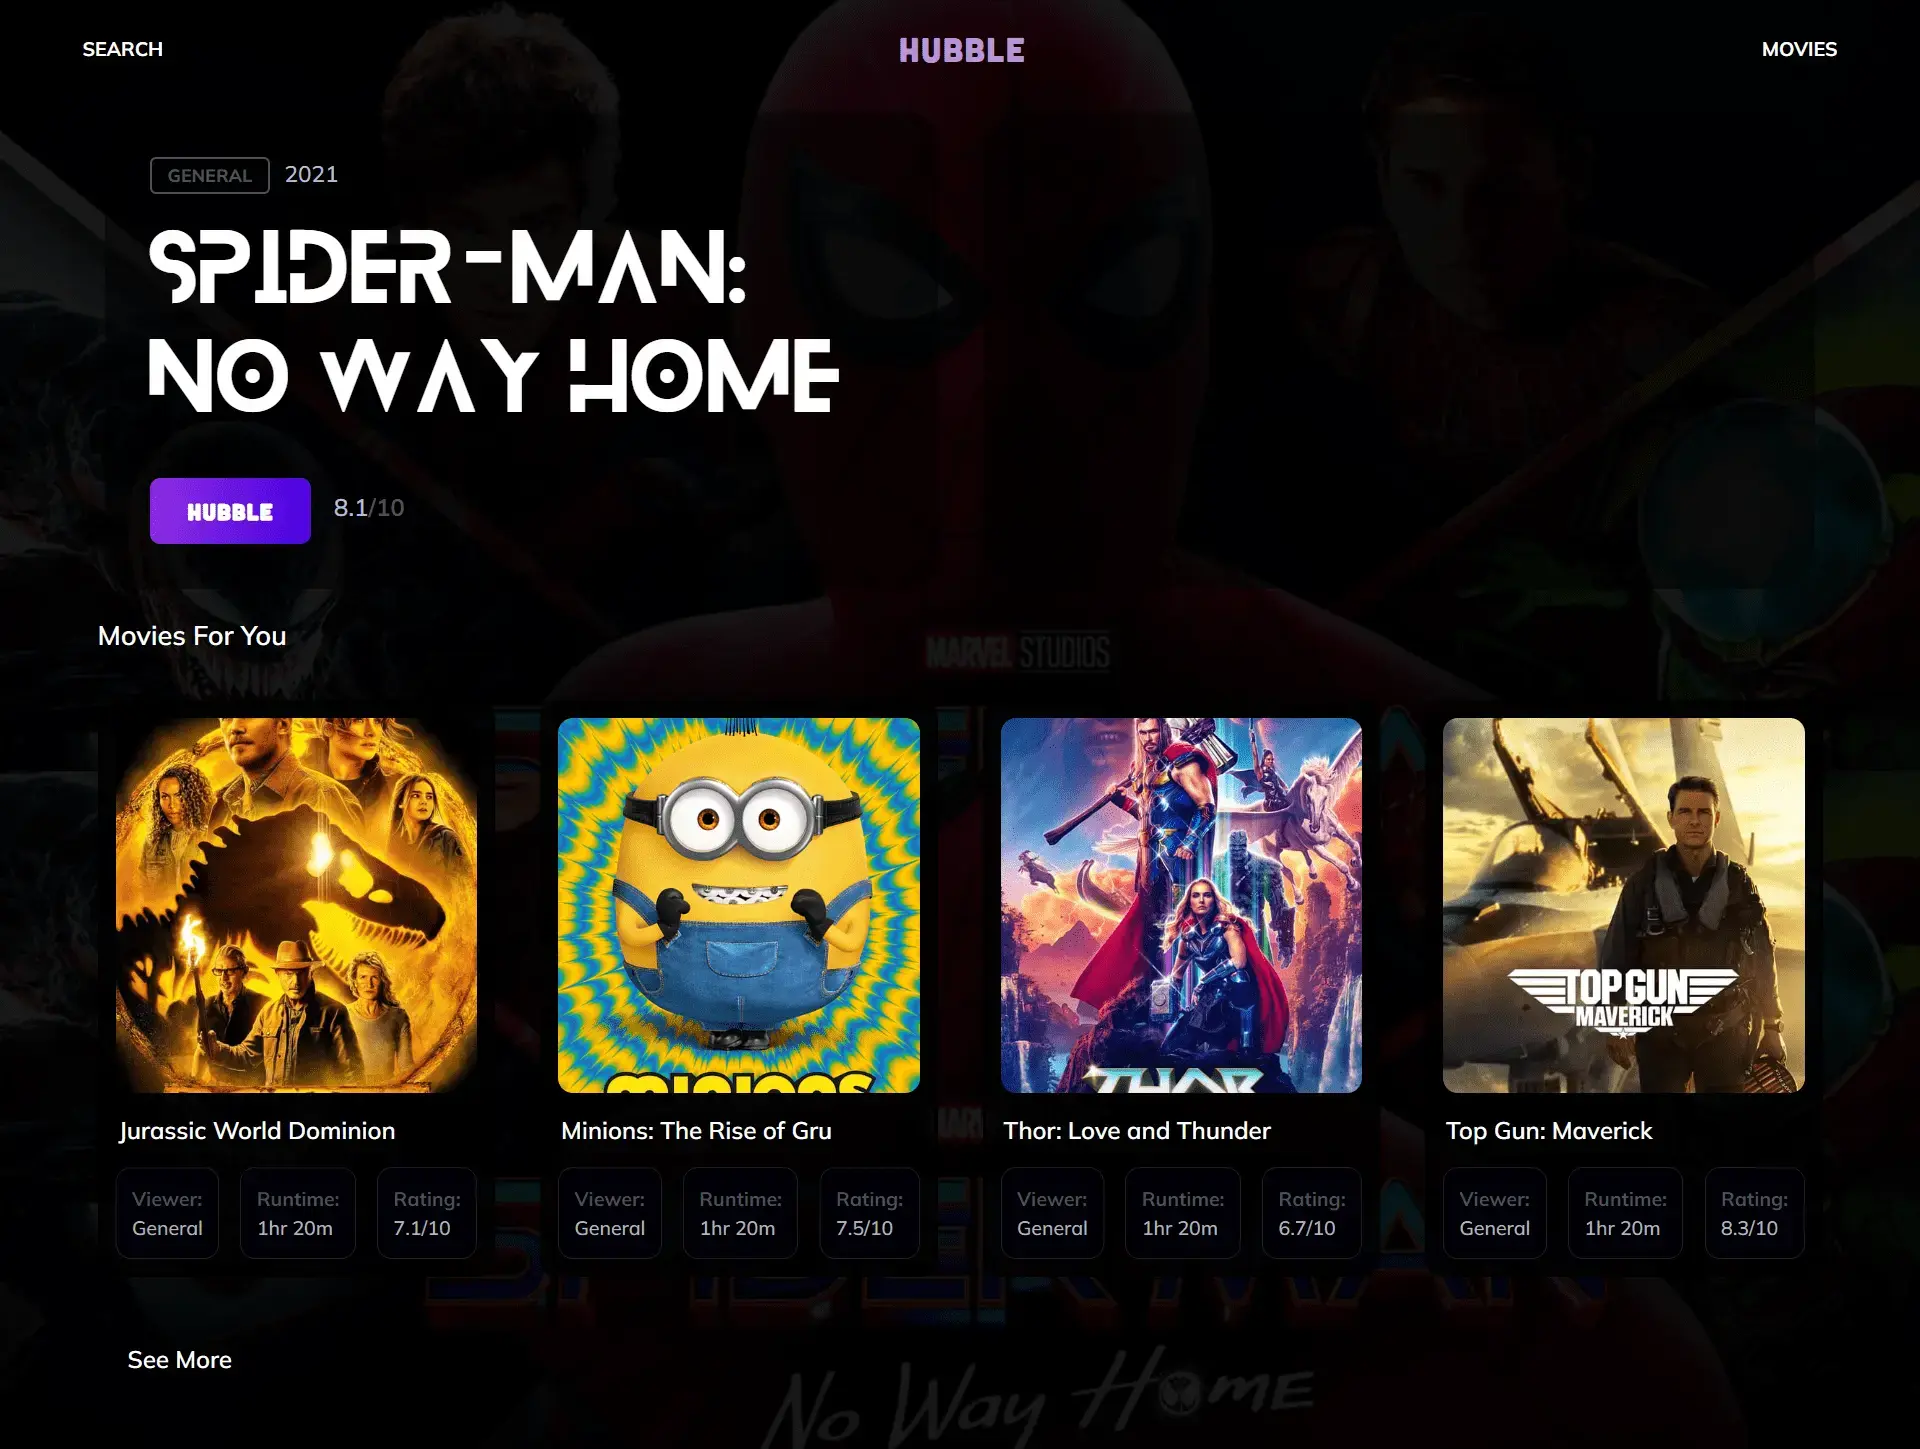 SEARCH
HUBBLE
MOVIES
GENERAL 2021
SPIDER-MAN:
NO WAY HOME
HUBBLE 8.1/10
Movies For You
MARVEL STUDIOS
TOP GUN
MAVERICK
MINIONS
THOR
Jurassic World Dominion
Minions: The Rise of Gru
Thor: Love and Thunder
Top Gun: Maverick
Viewer:
General
Runtime:
1hr 20m
Rating:
7.1/10
Viewer:
General
Runtime:
1hr 20m
Rating:
7.5/10
Viewer:
General
Runtime:
1hr 20m
Rating:
6.7/10
Viewer:
General
Runtime:
1hr 20m
Rating:
8.3/10
SPIDER-MAN
See More
No Way Home